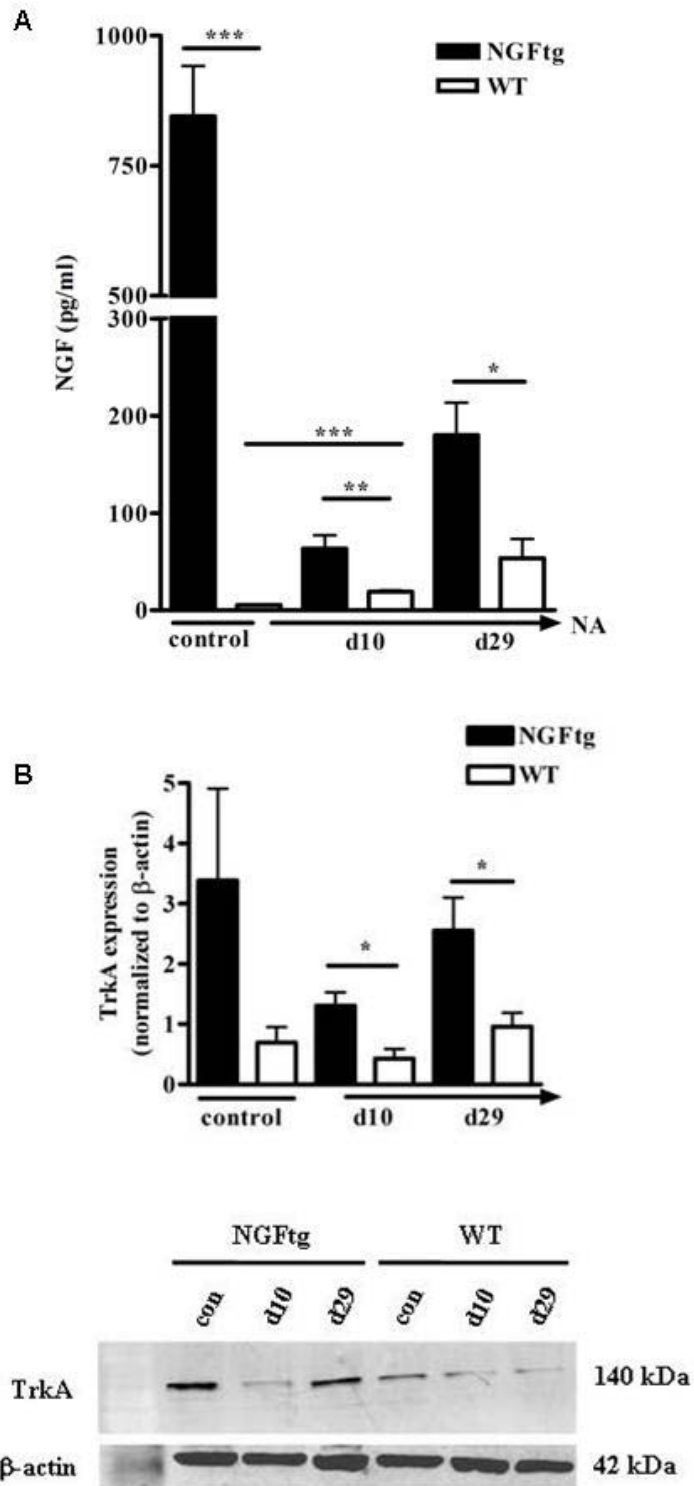 A
1000
***
NGFtg
WT
750
500
300
NGF (pg/ml)
*
200
***
**
100
0
NA
control
d10
d29
NGFtg
WT
B
5
4
TrkA expression
(normalized to β-actin)
3
*
2
*
1
0
control
d10
d29
NGFtg
WT
con
d10
d29
con
d10
d29
TrkA
140 kDa
β-actin
42 kDa